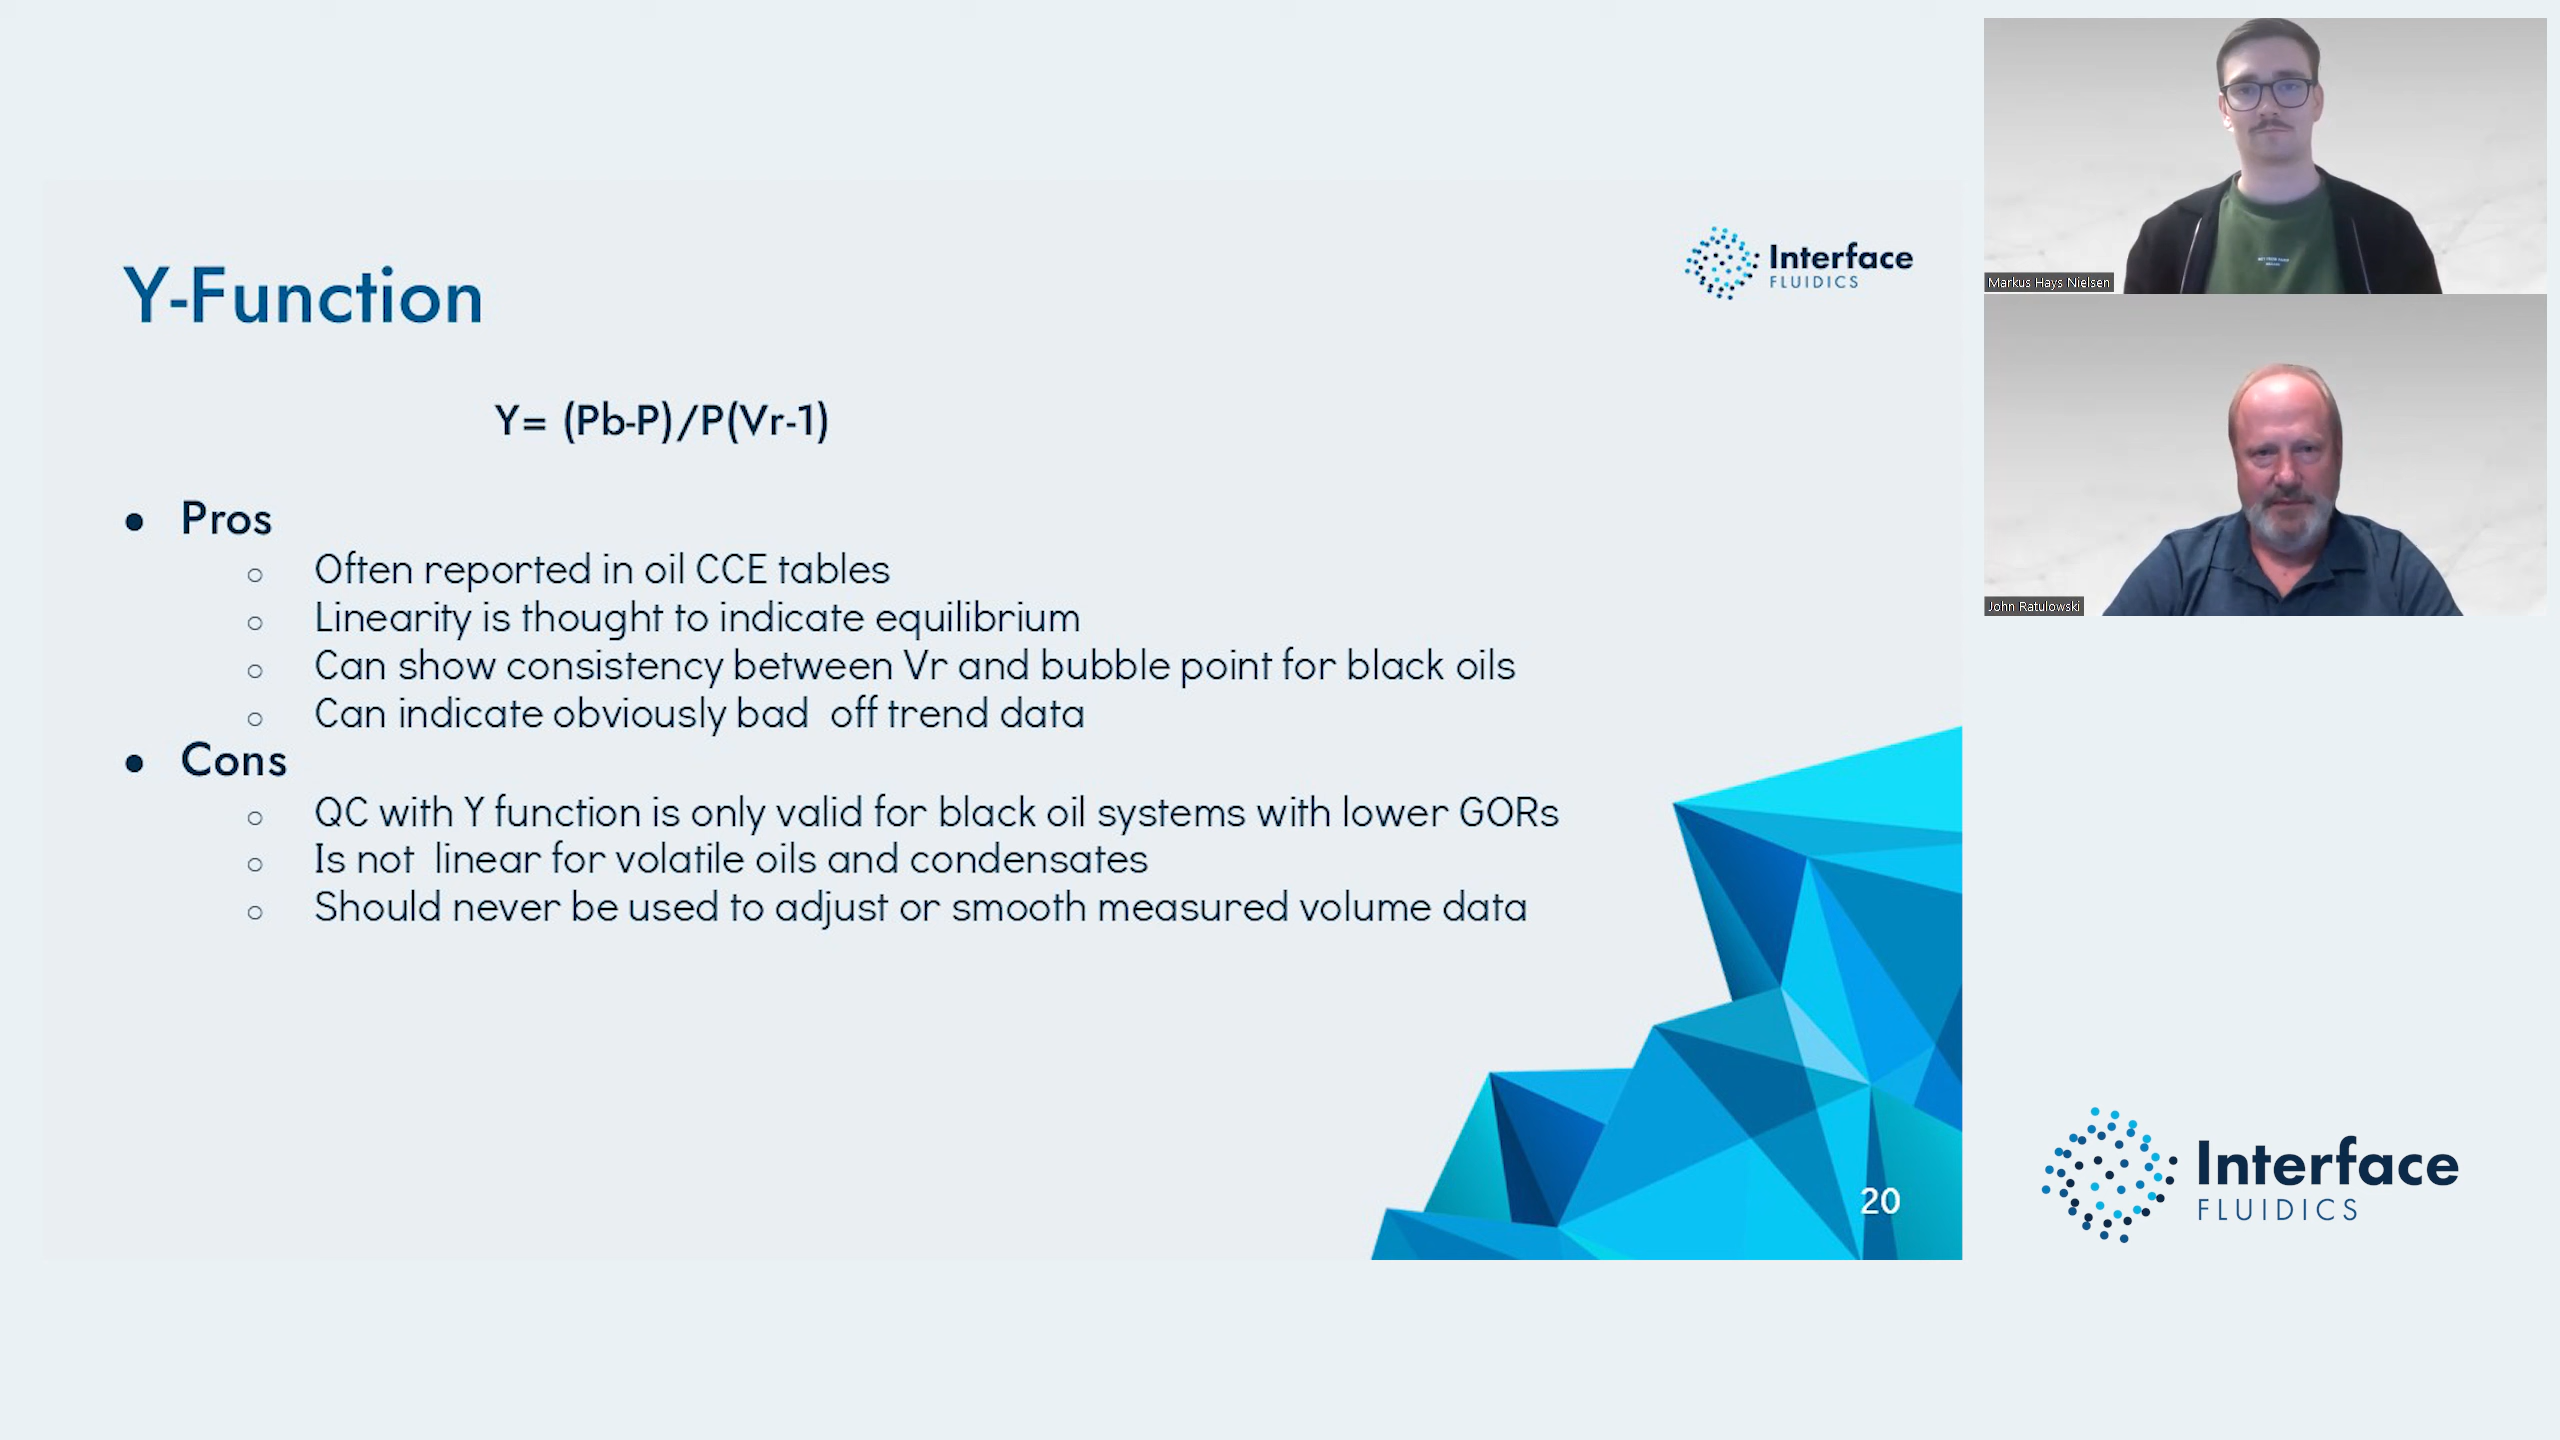 Y-Function
Interface
FLUIDICS
Y= (Pb-P)/P(Vr-1)
● Pros
○ Often reported in oil CCE tables
○ Linearity is thought to indicate equilibrium
○ Can show consistency between Vr and bubble point for black oils
○ Can indicate obviously bad off trend data
● Cons
○ QC with Y function is only valid for black oil systems with lower GORs
○ Is not linear for volatile oils and condensates
○ Should never be used to adjust or smooth measured volume data
20
Markus Hays Nielsen
John Ratulowski
Interface
FLUIDICS